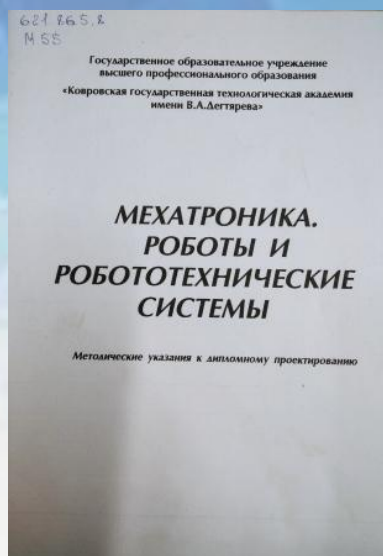 621.865.8
М 55
Государственное образовательное учреждение
высшего профессионального образования
«Ковровская государственная технологическая академия
имени В.А.Дегтярева»
МЕХАТРОНИКА.
РОБОТЫ И
РОБОТОТЕХНИЧЕСКИЕ
СИСТЕМЫ
Методические указания к дипломному проектированию